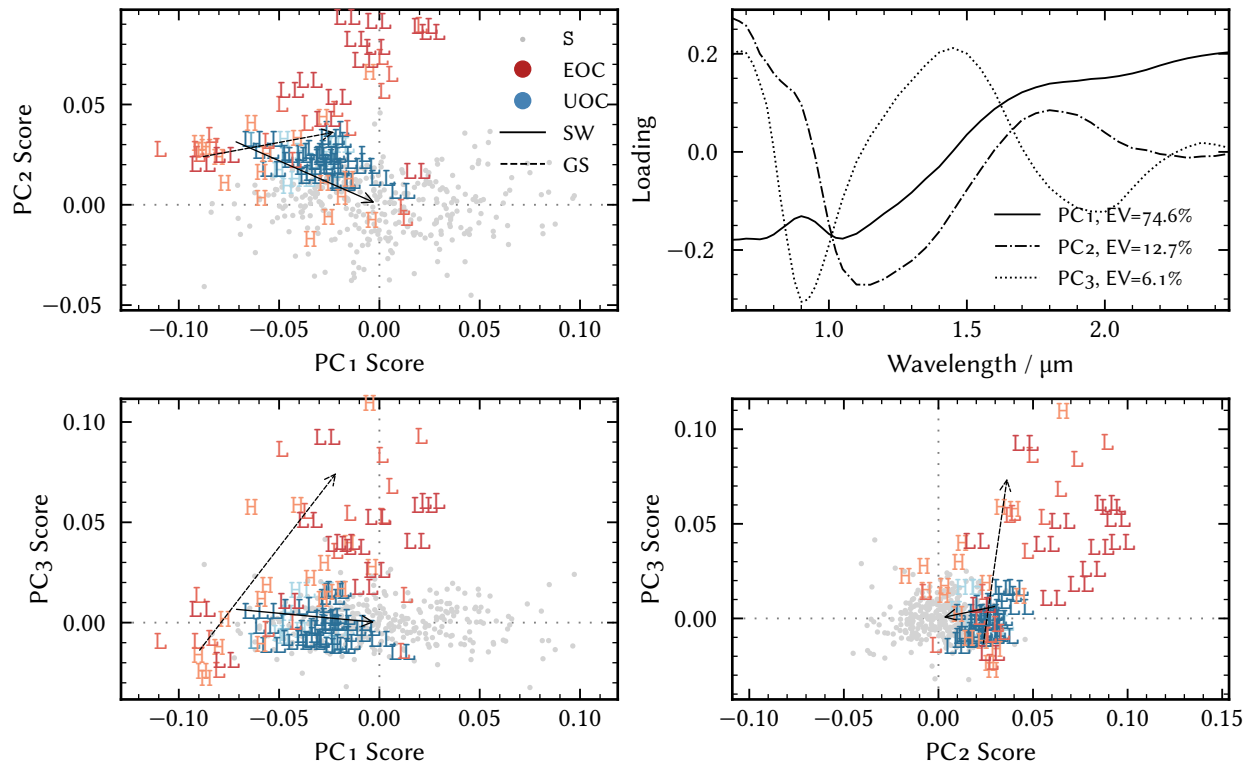 S
EOC
UOC
SW
GS
0.05
0.00
−0.05
PC2 Score
−0.10
−0.05
0.00
0.05
0.10
PC1 Score
0.2
0.0
−0.2
Loading
PC1, EV=74.6%
PC2, EV=12.7%
PC3, EV=6.1%
1.0
1.5
2.0
Wavelength / μm
0.10
0.05
0.00
PC3 Score
−0.10
−0.05
0.00
0.05
0.10
PC1 Score
0.10
0.05
0.00
PC3 Score
0.00
0.05
0.10
0.15
PC2 Score